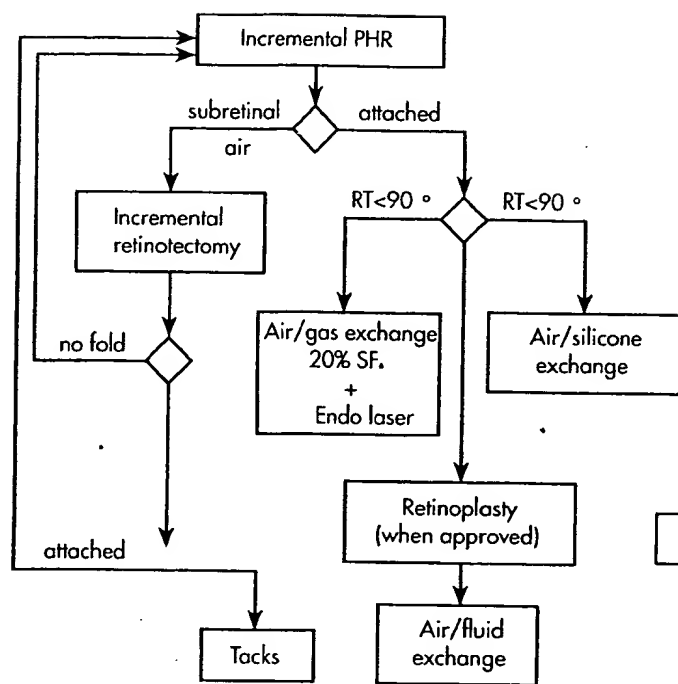 Incremental PHR
subretinal
air
attached
Incremental
retinotectomy
RT<90 °
RT<90 °
Air/gas exchange
20% SF.
+
Endo laser
Air/silicone
exchange
no fold
Retinoplasty
(when approved)
attached
Tacks
Air/fluid
exchange